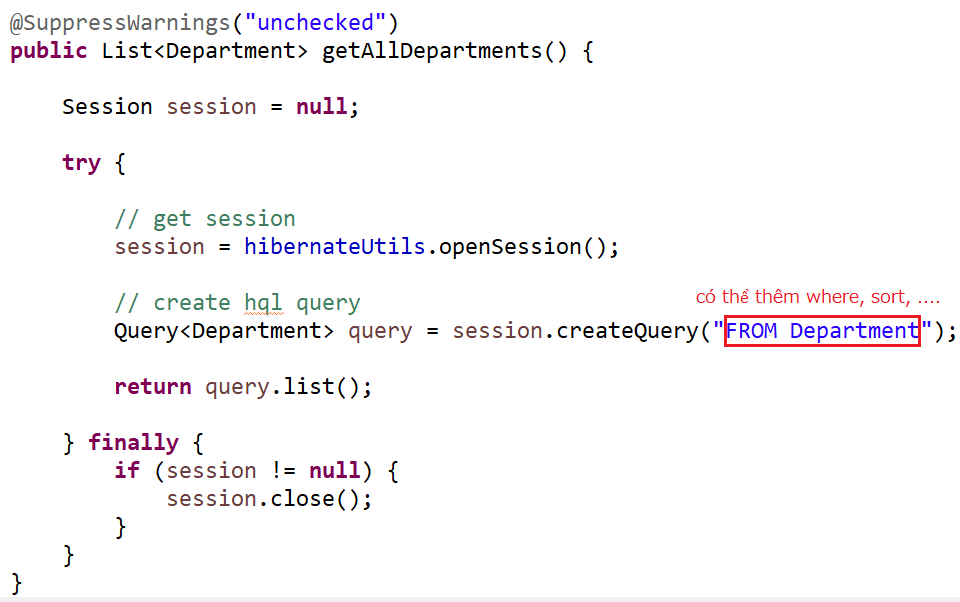 @SuppressWarnings("unchecked")
public List<Department> getAllDepartments() {
Session session = null;
try {
// get session
session = hibernateUtils.openSession();
// create hql query
có thể thêm where, sort, ....
Query<Department> query = session.createQuery("FROM Department");
return query.list();
} finally {
if (session != null) {
session.close();
}
}
}